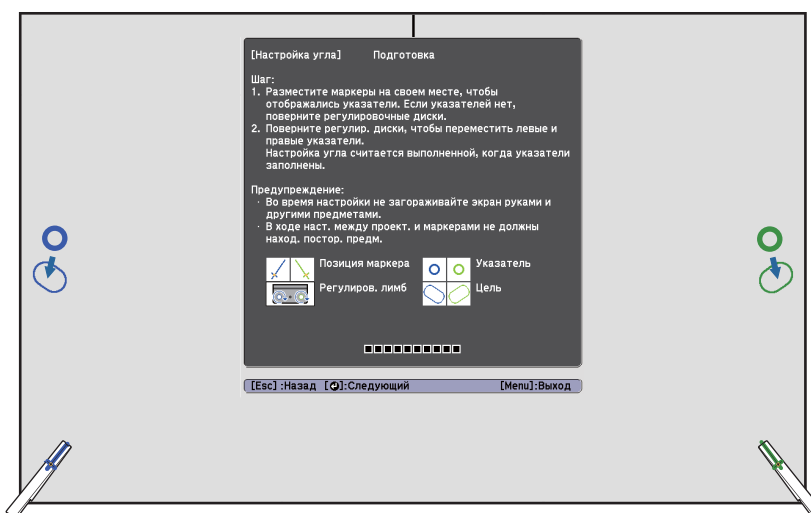 [Настройка угла] Подготовка
Шаг:
1. Разместите маркеры на своем месте, чтобы
отображались указатели. Если указателей нет,
поверните регулировочные диски.
2. Поверните регулир. диски, чтобы переместить левые и
правые указатели.
Настройка угла считается выполненной, когда указатели
заполнены.
Предупреждение:
· Во время настройки не загораживайте экран руками и
другими предметами.
· В ходе наст. между проект. и маркерами не должны
наход. постор. предм.
Позиция маркера
Указатель
Регулиров. лимб
Цель
[Esc] :Назад [⏎]:Следующий [Menu]:Выход